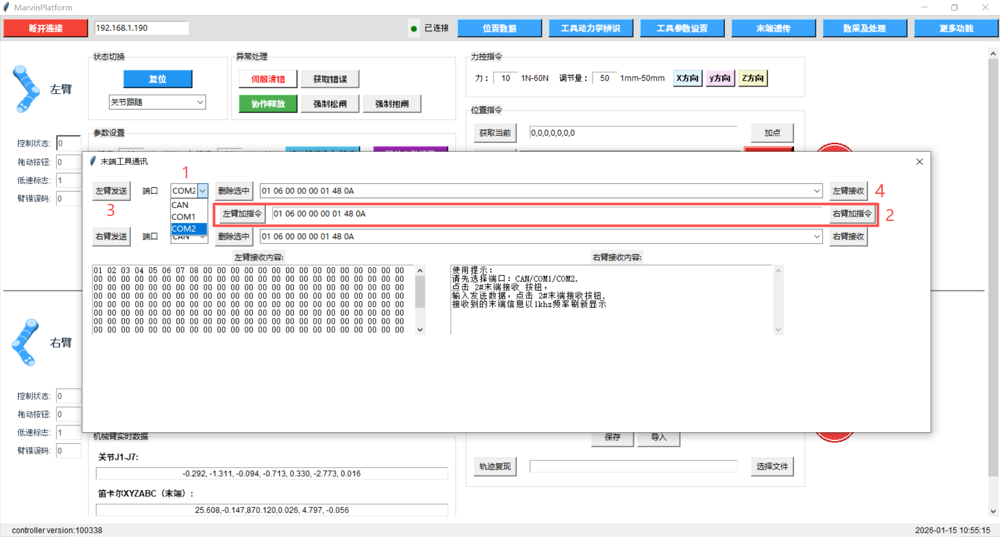 MarvinPlatform
断开连接
192.168.1.190
已连接
位置数据
工具动力学辨识
工具参数设置
末端透传
数采及处理
更多功能
左臂
状态切换
复位
关节跟随
异常处理
伺服清错
获取错误
协作释放
强制松闸
强制抱闸
力控指令
力： 10 1N-60N 调节量： 50 1mm-50mm X方向 y方向 Z方向
位置指令
获取当前 0,0,0,0,0,0,0 加点
控制状态: 0
拖动按钮: 0
低速标志: 1
臂错误码: 0
参数设置
末端工具通讯
1
左臂发送 端口 COM2 删除选中 01 06 00 00 00 01 48 0A 左臂接收 4
CAN
COM1
COM2
3
左臂加指令 01 06 00 00 00 01 48 0A 右臂加指令 2
右臂发送 端口 CAN 删除选中 01 06 00 00 00 01 48 0A 右臂接收
左臂接收内容:
01 02 03 04 05 06 07 08 00 00 00 00 00 00 00 00 00 00 00 00 00 00 00
00 00 00 00 00 00 00 00 00 00 00 00 00 00 00 00 00 00 00 00 00 00 00
00 00 00 00 00 00 00 00 00 00 00 00 00 00 00 00 00 00 00 00 00 00 00
00 00 00 00 00 00 00 00 00 00 00 00 00 00 00 00 00 00 00 00 00 00 00
00 00 00 00 00 00 00 00 00 00 00 00 00 00 00 00 00 00 00 00 00 00 00
00 00 00 00 00 00 00 00 00 00 00 00 00 00 00 00 00 00 00 00 00 00 00
00 00 00 00 00 00 00 00 00 00 00 00 00 00 00 00 00 00 00 00 00 00 00
00 00 00 00 00 00 00 00 00 00 00 00 00 00 00 00 00 00 00 00 00 00 00
右臂接收内容:
使用提示：
请先选择端口：CAN/COM1/COM2,
点击 2#末端接收 按钮，
输入发送数据，点击 2#末端接收按钮,
接收到的末端信息以1khz频率刷新显示
右臂
控制状态: 0
拖动按钮: 0
低速标志: 1
臂错误码: 0
机械臂实时数据
关节J1-J7:
-0.292, -1.311, -0.094, -0.713, 0.330, -2.773, 0.016
笛卡尔XYZABC（末端）:
25.608,-0.147,870.120,0.026, 4.797, -0.056
保存
导入
轨迹复现
选择文件
controller version:100338
2026-01-15 10:55:15